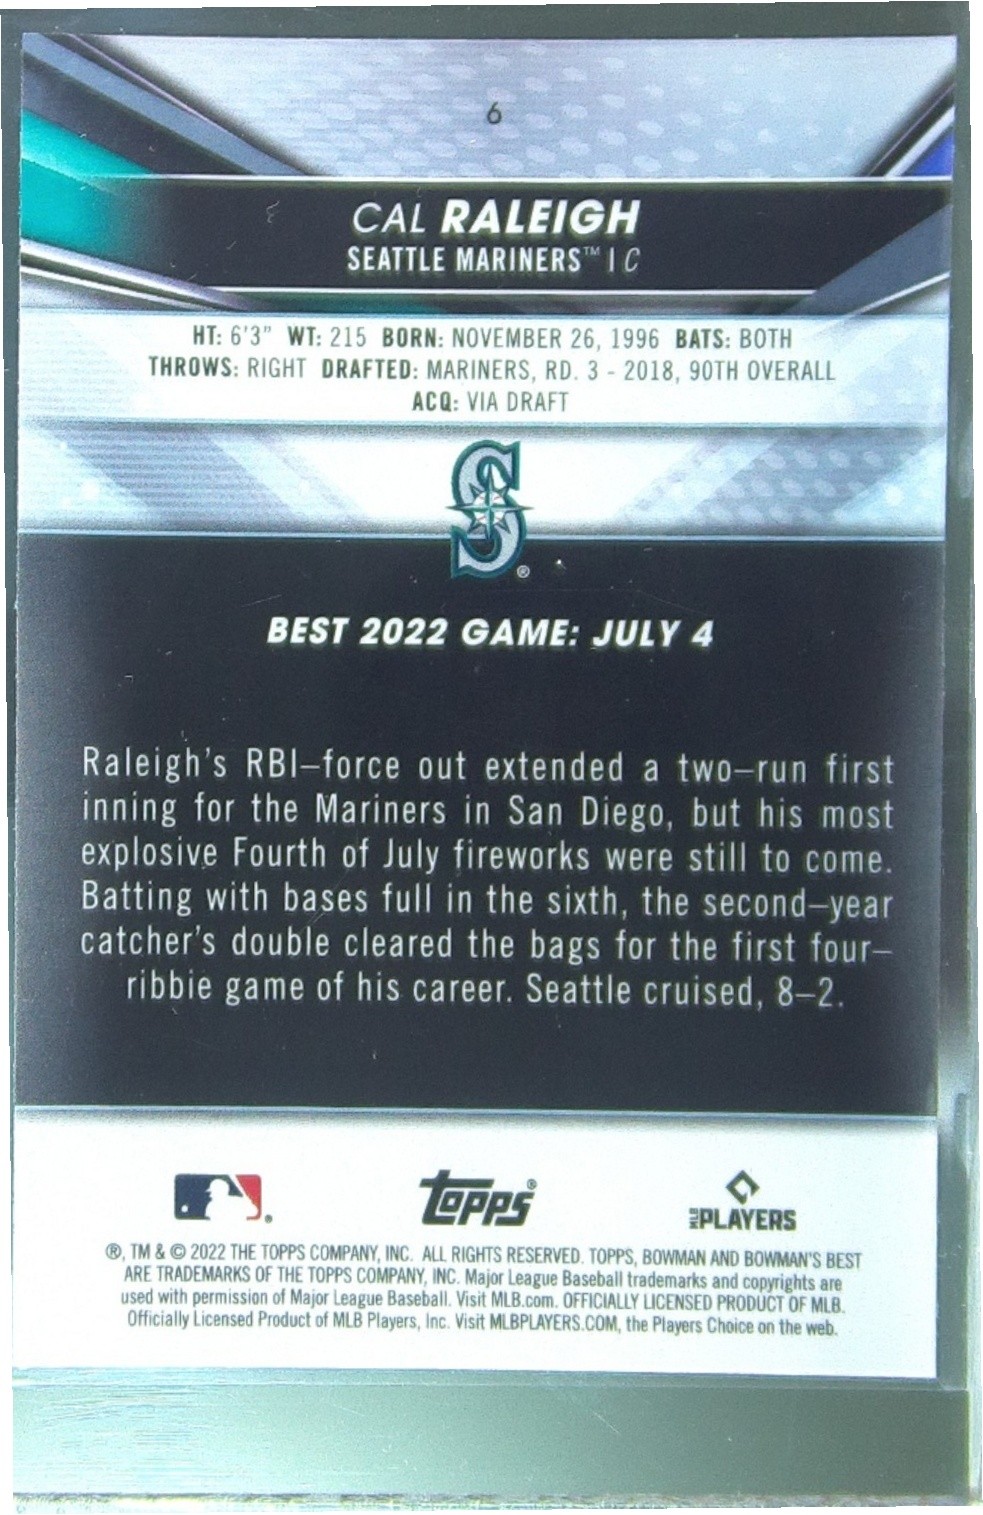 6
CAL RALEIGH
SEATTLE MARINERS™ | C
HT: 6'3" WT: 215 BORN: NOVEMBER 26, 1996 BATS: BOTH
THROWS: RIGHT DRAFTED: MARINERS, RD. 3 - 2018, 90TH OVERALL
ACQ: VIA DRAFT
S®
BEST 2022 GAME: JULY 4
Raleigh's RBI–force out extended a two–run first
inning for the Mariners in San Diego, but his most
explosive Fourth of July fireworks were still to come.
Batting with bases full in the sixth, the second–year
catcher's double cleared the bags for the first four–
ribbie game of his career. Seattle cruised, 8–2.
Topps® MLB PLAYERS
®, TM & © 2022 THE TOPPS COMPANY, INC. ALL RIGHTS RESERVED. TOPPS, BOWMAN AND BOWMAN'S BEST
ARE TRADEMARKS OF THE TOPPS COMPANY, INC. Major League Baseball trademarks and copyrights are
used with permission of Major League Baseball. Visit MLB.com. OFFICIALLY LICENSED PRODUCT OF MLB.
Officially Licensed Product of MLB Players, Inc. Visit MLBPLAYERS.COM, the Players Choice on the web.